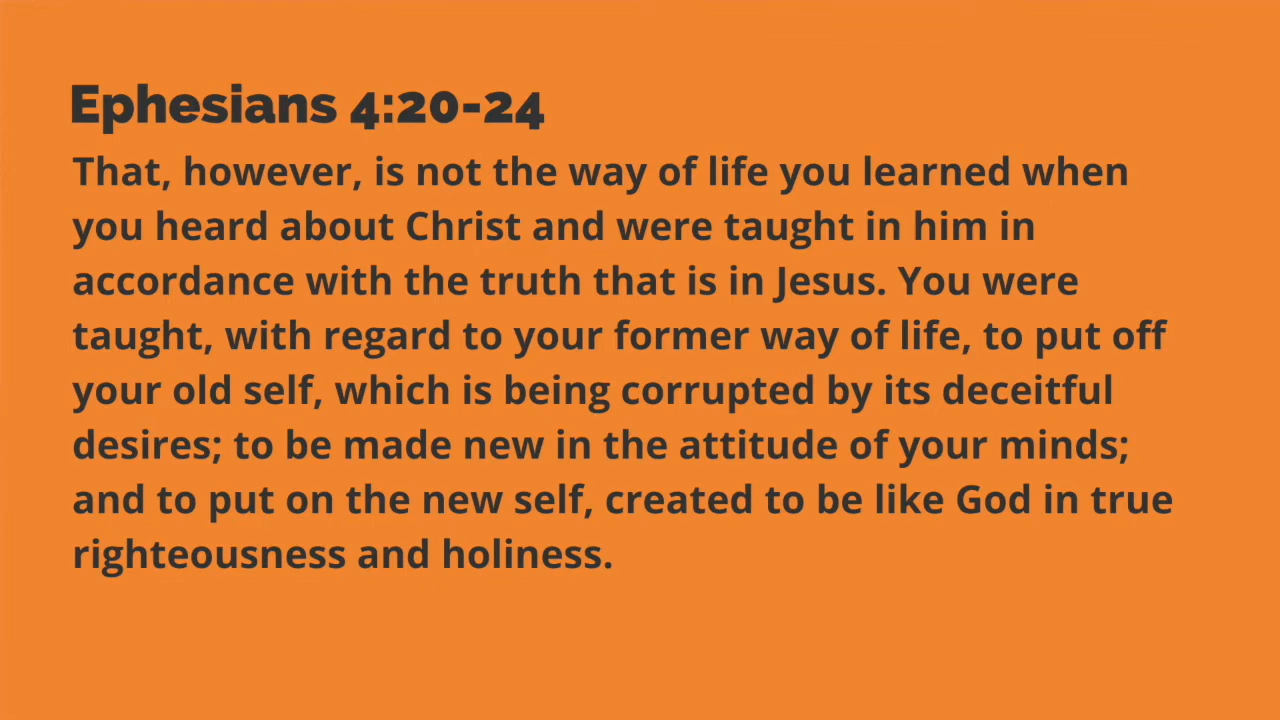 Ephesians 4:20-24
That, however, is not the way of life you learned when
you heard about Christ and were taught in him in
accordance with the truth that is in Jesus. You were
taught, with regard to your former way of life, to put off
your old self, which is being corrupted by its deceitful
desires; to be made new in the attitude of your minds;
and to put on the new self, created to be like God in true
righteousness and holiness.